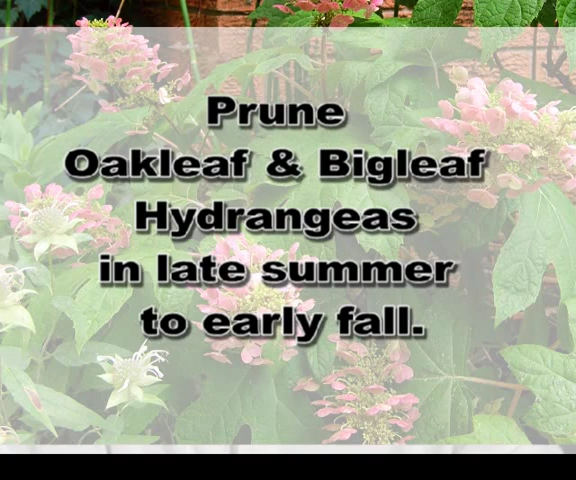 Prune
Oakleaf & Bigleaf
Hydrangeas
in late summer
to early fall.